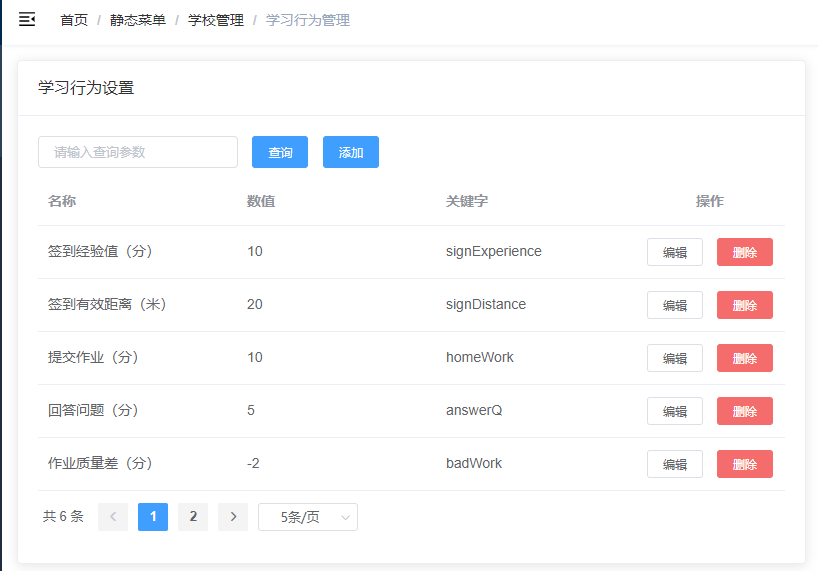 首页 / 静态菜单 / 学校管理 / 学习行为管理
学习行为设置
请输入查询参数 查询 添加
名称 数值 关键字 操作
签到经验值（分） 10 signExperience 编辑 删除
签到有效距离（米） 20 signDistance 编辑 删除
提交作业（分） 10 homeWork 编辑 删除
回答问题（分） 5 answerQ 编辑 删除
作业质量差（分） -2 badWork 编辑 删除
共 6 条 1 2 5条/页